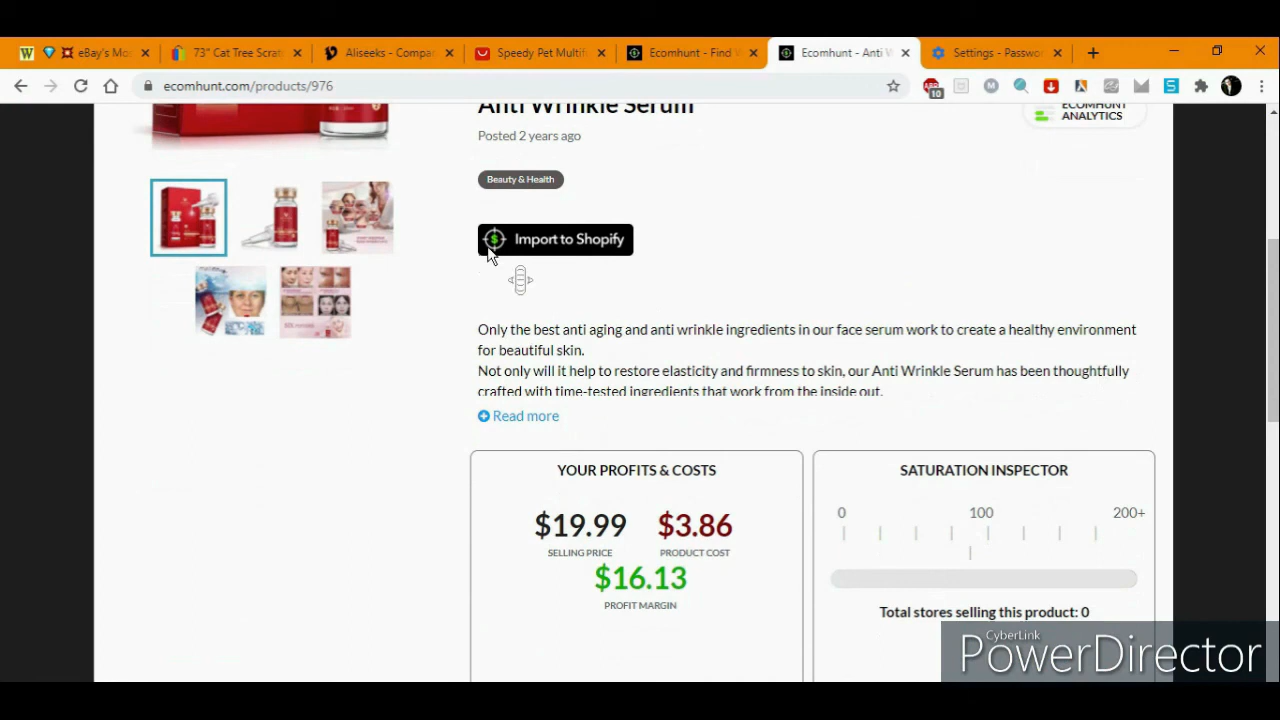 eBay's Mo
73" Cat Tree Scrat
Aliseeks - Compa
Speedy Pet Multif
Ecomhunt - Find
Ecomhunt - Anti W
Settings - Passwo
ecomhunt.com/products/976
10
Anti Wrinkle Serum
ECOMHUNT
ANALYTICS
Posted 2 years ago
Beauty & Health
Import to Shopify
Only the best anti aging and anti wrinkle ingredients in our face serum work to create a healthy environment
for beautiful skin.
Not only will it help to restore elasticity and firmness to skin, our Anti Wrinkle Serum has been thoughtfully
crafted with time-tested ingredients that work from the inside out.
Read more
YOUR PROFITS & COSTS
$19.99 $3.86
SELLING PRICE PRODUCT COST
$16.13
PROFIT MARGIN
SATURATION INSPECTOR
0 100 200+
Total stores selling this product: 0
CyberLink
PowerDirector